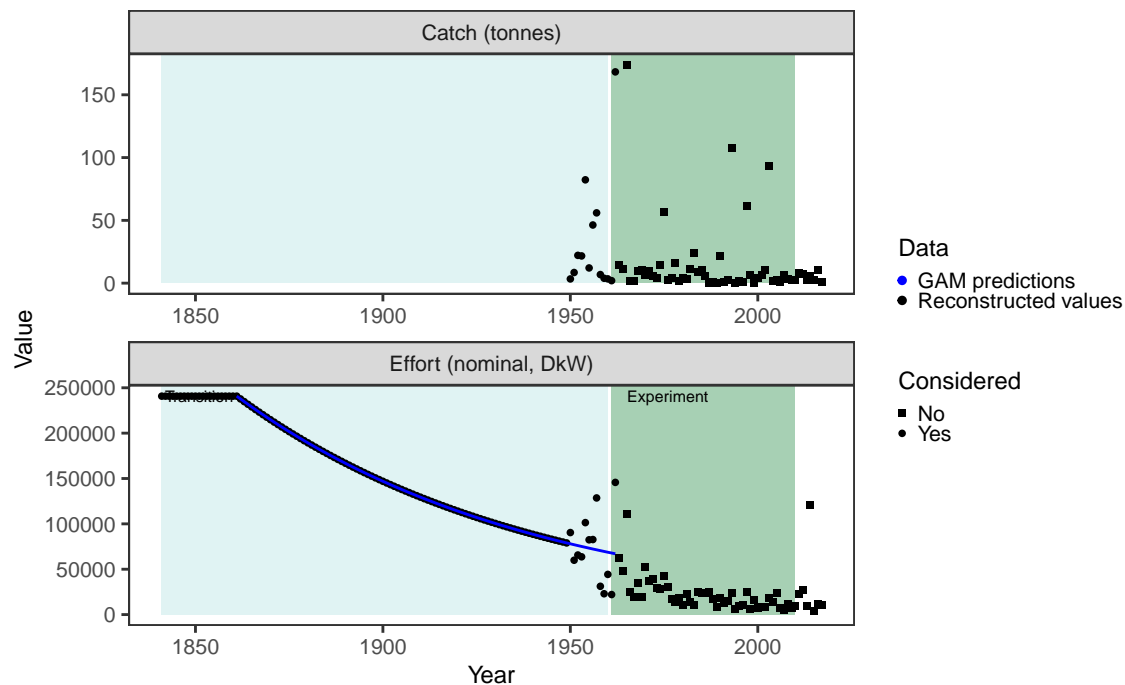 Catch (tonnes)
150
100
50
0
1850
1900
1950
2000
Value
Effort (nominal, DkW)
250000
Transition
Experiment
200000
150000
100000
50000
0
1850
1900
1950
2000
Year
Data
GAM predictions
Reconstructed values
Considered
No
Yes